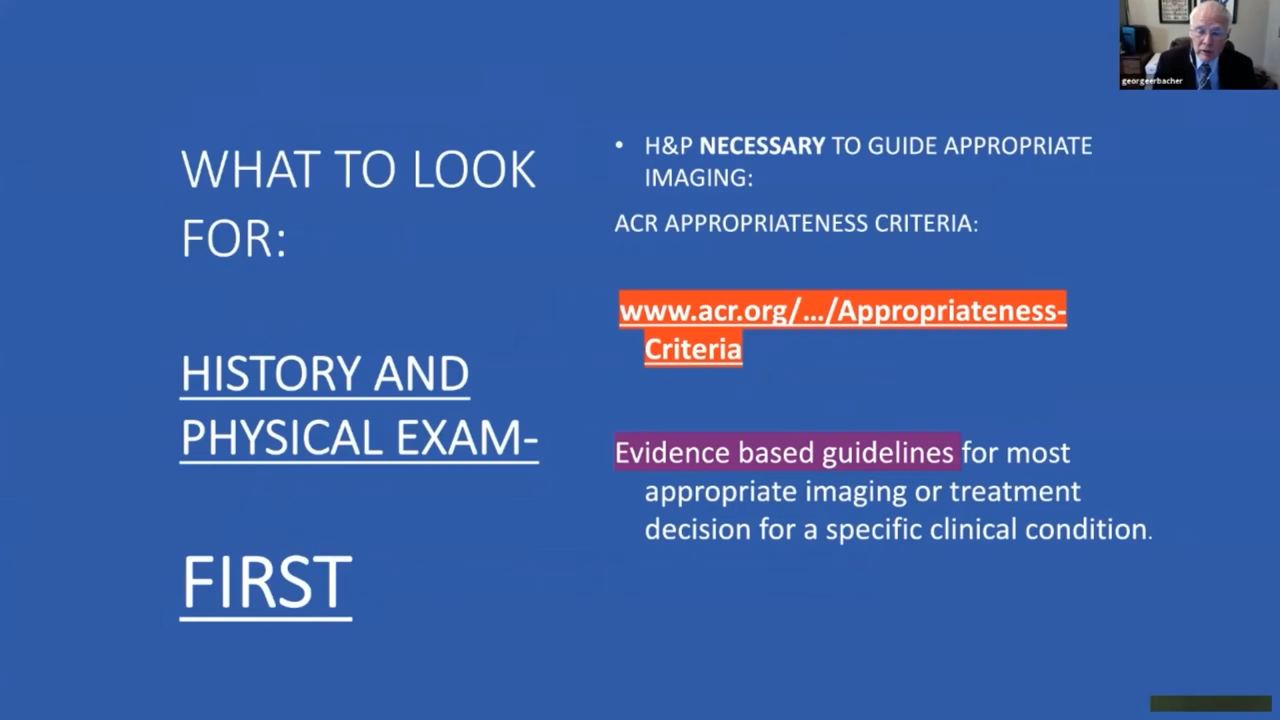 georgeerbacher
WHAT TO LOOK
FOR:
HISTORY AND
PHYSICAL EXAM-
FIRST
• H&P NECESSARY TO GUIDE APPROPRIATE
IMAGING:
ACR APPROPRIATENESS CRITERIA:
www.acr.org/…/Appropriateness-
Criteria
Evidence based guidelines for most
appropriate imaging or treatment
decision for a specific clinical condition.